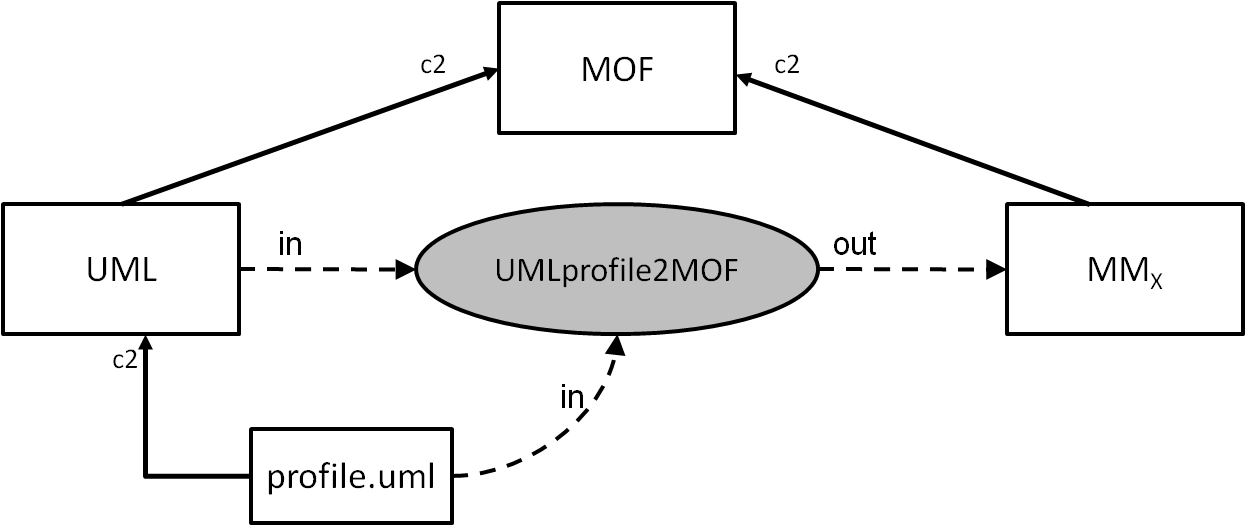 MOF
c2
c2
UML
in
UMLprofile2MOF
out
MMX
c2
in
profile.uml